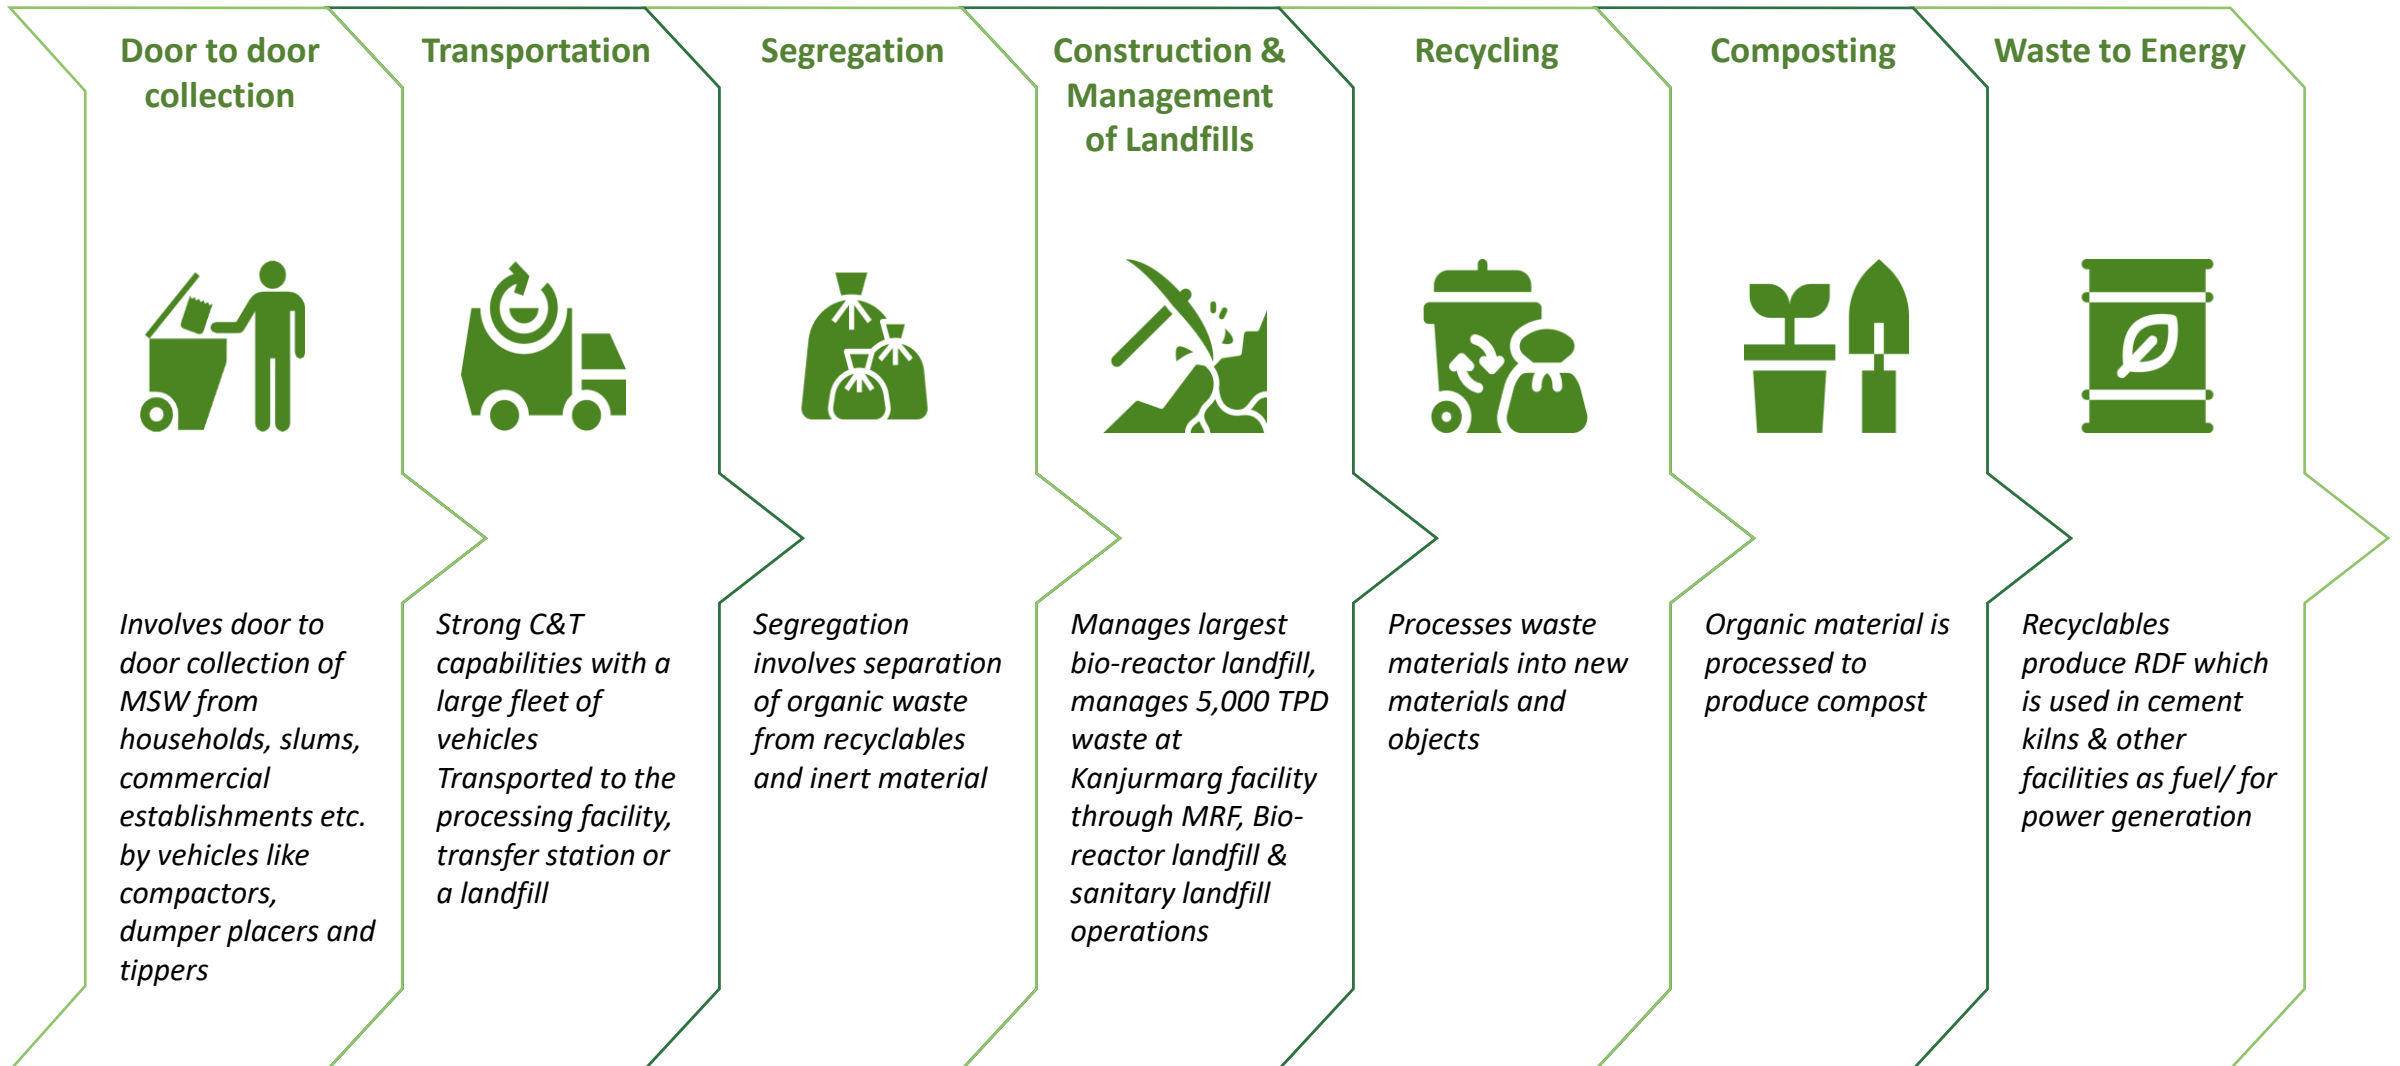 Door to door
collection
Involves door to
door collection of
MSW from
households, slums,
commercial
establishments etc.
by vehicles like
compactors,
dumper placers and
tippers
Transportation
Strong C&T
capabilities with a
large fleet of
vehicles
Transported to the
processing facility,
transfer station or
a landfill
Segregation
Segregation
involves separation
of organic waste
from recyclables
and inert material
Construction &
Management
of Landfills
Manages largest
bio-reactor landfill,
manages 5,000 TPD
waste at
Kanjurmarg facility
through MRF, Bio-
reactor landfill &
sanitary landfill
operations
Recycling
Processes waste
materials into new
materials and
objects
Composting
Organic material is
processed to
produce compost
Waste to Energy
Recyclables
produce RDF which
is used in cement
kilns & other
facilities as fuel/ for
power generation